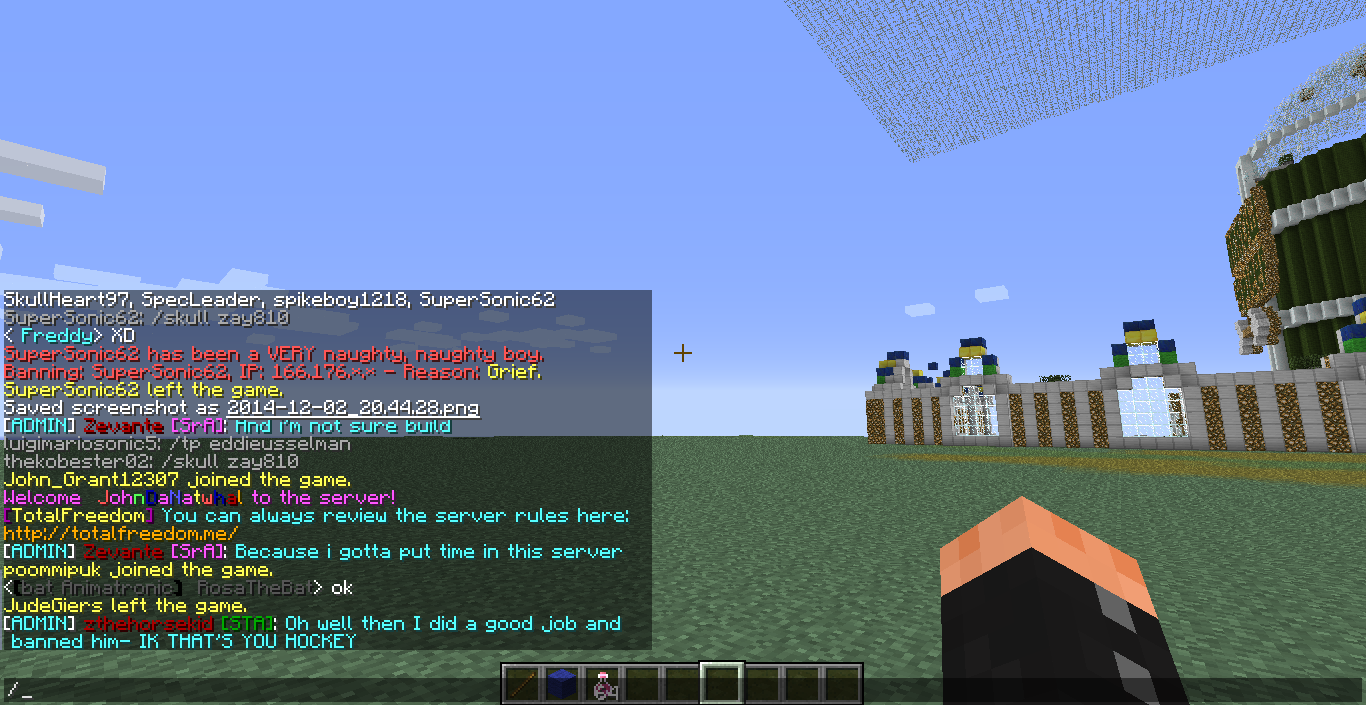 SkullHeart97, SpecLeader, spikeboy1218, SuperSonic62
SuperSonic62: /skull zay810
< Freddy> XD
SuperSonic62 has been a VERY naughty, naughty boy.
Banning: SuperSonic62, IP: 166.176.*.* - Reason: Grief.
SuperSonic62 left the game.
Saved screenshot as 2014-12-02_20.44.28.png
[ADMIN] Zevante [SrA]: And i'm not sure build
luigimariosonic5: /tp eddieusselman
thekobester02: /skull zay810
John_Grant12307 joined the game.
Welcome JohnDaNatwhal to the server!
[TotalFreedom] You can always review the server rules here:
http://totalfreedom.me/
[ADMIN] Zevante [SrA]: Because i gotta put time in this server
poommipuk joined the game.
<[bat Animatronic] RosaTheBat> ok
JudeGiers left the game.
[ADMIN] zthehorsekid [STA]: Oh well then I did a good job and
banned him- IK THAT'S YOU HOCKEY
64
/_